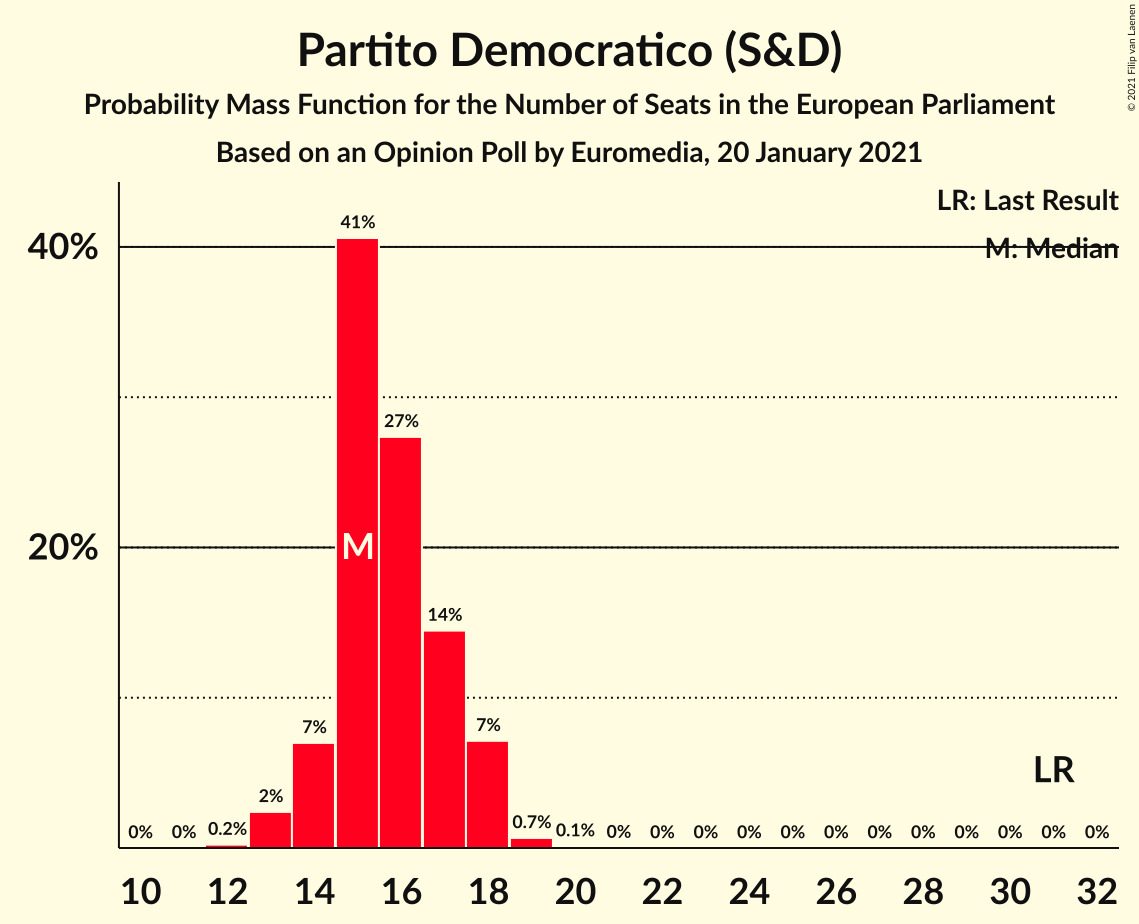 Partito Democratico (S&D)
Probability Mass Function for the Number of Seats in the European Parliament
Based on an Opinion Poll by Euromedia, 20 January 2021
© 2021 Filip van Laenen
LR: Last Result
M: Median
40%
20%
0% 0% 0.2% 2% 7% 41% 27% 14% 7% 0.7% 0.1% 0% 0% 0% 0% 0% 0% 0% 0% 0% 0% 0% 0%
M
LR
10 12 14 16 18 20 22 24 26 28 30 32